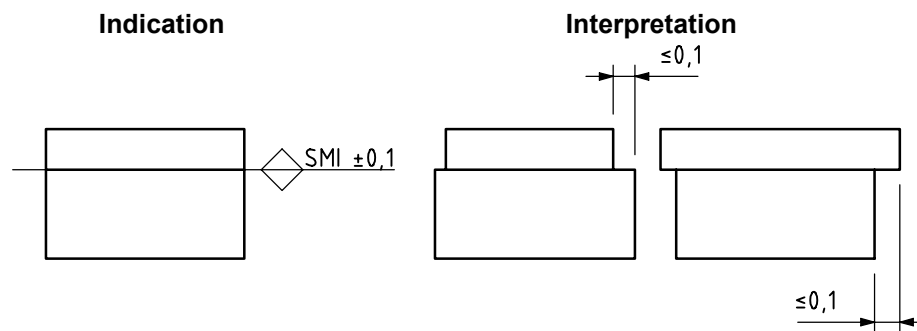 Indication
Interpretation
≤0,1
SMI ±0,1
≤0,1